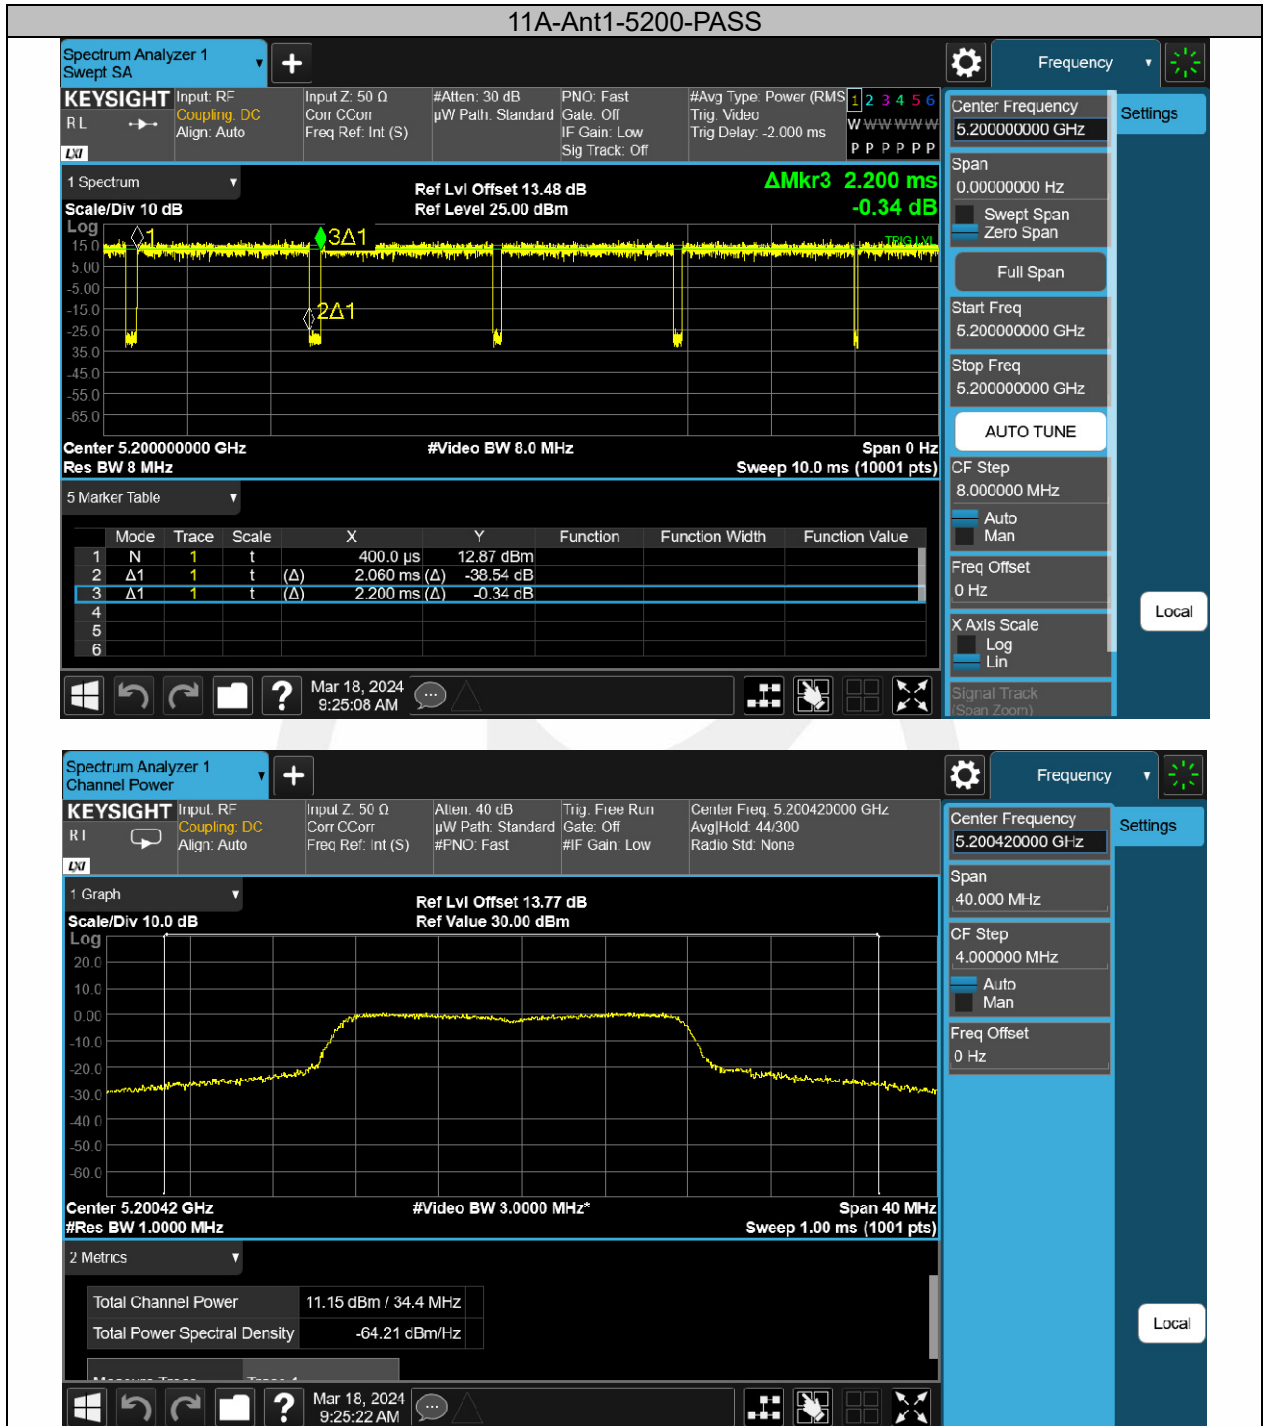 11A-Ant1-5200-PASS
Spectrum Analyzer 1
Swept SA
Frequency
KEYSIGHT
RL
LXI
Input: RF
Coupling: DC
Align: Auto
Input Z: 50 Ω
Corr CCorr
Freq Ref: Int (S)
#Atten: 30 dB
µW Path: Standard
PNO: Fast
Gate: Off
IF Gain: Low
Sig Track: Off
#Avg Type: Power (RMS
Trig: Video
Trig Delay: -2.000 ms
1 2 3 4 5 6
W W W W W W
P P P P P P
Center Frequency
5.200000000 GHz
Settings
1 Spectrum
Scale/Div 10 dB
Ref Lvl Offset 13.48 dB
Ref Level 25.00 dBm
ΔMkr3 2.200 ms
-0.34 dB
Log
15.0
5.00
-5.00
-15.0
-25.0
35.0
-45.0
-55.0
-65.0
1
3Δ1
2Δ1
TRIG LVL
Center 5.200000000 GHz
Res BW 8 MHz
#Video BW 8.0 MHz
Span 0 Hz
Sweep 10.0 ms (10001 pts)
Span
0.00000000 Hz
Swept Span
Zero Span
Full Span
Start Freq
5.200000000 GHz
Stop Freq
5.200000000 GHz
AUTO TUNE
CF Step
8.000000 MHz
Auto
Man
Freq Offset
0 Hz
X Axis Scale
Log
Lin
Signal Track
(Span Zoom)
Local
5 Marker Table
Mode Trace Scale X Y Function Function Width Function Value
1 N 1 t 400.0 µs 12.87 dBm
2 Δ1 1 t (Δ) 2.060 ms (Δ) -38.54 dB
3 Δ1 1 t (Δ) 2.200 ms (Δ) -0.34 dB
4
5
6
Mar 18, 2024
9:25:08 AM
Spectrum Analyzer 1
Channel Power
Frequency
KEYSIGHT
RL
LXI
Input: RF
Coupling: DC
Align: Auto
Input Z: 50 Ω
Corr CCorr
Freq Ref: Int (S)
Atten: 40 dB
µW Path: Standard
#PNO: Fast
Trig: Free Run
Gate: Off
#IF Gain: Low
Center Freq: 5.200420000 GHz
Avg|Hold: 44/300
Radio Std: None
Center Frequency
5.200420000 GHz
Settings
Span
40.000 MHz
CF Step
4.000000 MHz
Auto
Man
Freq Offset
0 Hz
1 Graph
Scale/Div 10.0 dB
Ref Lvl Offset 13.77 dB
Ref Value 30.00 dBm
Log
20.0
10.0
0.00
-10.0
-20.0
-30.0
-40.0
-50.0
-60.0
Center 5.20042 GHz
#Res BW 1.0000 MHz
#Video BW 3.0000 MHz*
Span 40 MHz
Sweep 1.00 ms (1001 pts)
2 Metrics
Total Channel Power 11.15 dBm / 34.4 MHz
Total Power Spectral Density -64.21 dBm/Hz
Local
Mar 18, 2024
9:25:22 AM